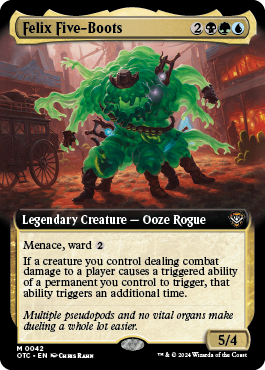 Felix Five-Boots
2
Legendary Creature — Ooze Rogue
Menace, ward 2
If a creature you control dealing combat
damage to a player causes a triggered ability
of a permanent you control to trigger, that
ability triggers an additional time.
Multiple pseudopods and no vital organs make
dueling a whole lot easier.
5/4
M 0042
OTC • EN Chris Rahn
™ & © 2024 Wizards of the Coast